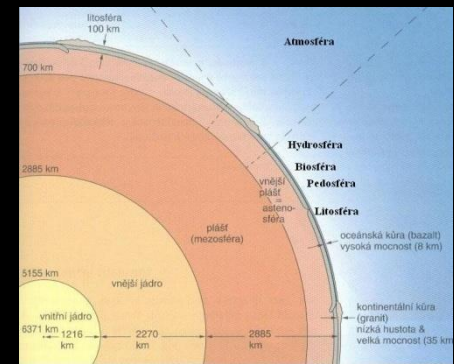 litosféra
100 km
Atmosféra
700 km
Hydrosféra
Biosféra
Pedosféra
Litosféra
vnější
plášť
asteno-
sféra
2885 km
plášť
(mezosféra)
oceánská kůra (bazalt)
vysoká mocnost (8 km)
5155 km
vnější jádro
vnitřní jádro
6371 km
1216
km
2270
km
2885
km
kontinentální kůra
(granit)
nízká hustota &
velká mocnost (35 km